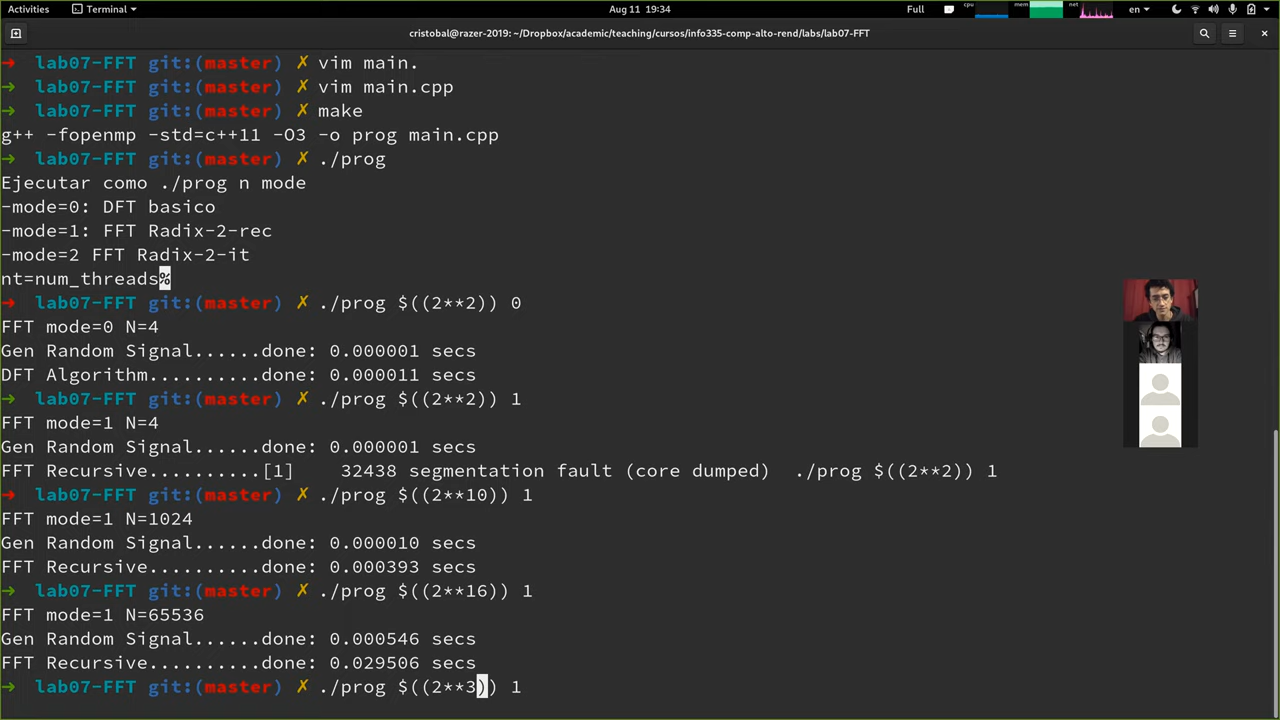 Activities
Terminal
Aug 11 19:34
Full
cpu
mem
net
en
cristobal@razer-2019:~/Dropbox/academic/teaching/cursos/info335-comp-alto-rend/labs/lab07-FFT
→ lab07-FFT git:(master) ✗ vim main.
→ lab07-FFT git:(master) ✗ vim main.cpp
→ lab07-FFT git:(master) ✗ make
g++ -fopenmp -std=c++11 -O3 -o prog main.cpp
→ lab07-FFT git:(master) ✗ ./prog
Ejecutar como ./prog n mode
-mode=0: DFT basico
-mode=1: FFT Radix-2-rec
-mode=2 FFT Radix-2-it
nt=num_threads%
→ lab07-FFT git:(master) ✗ ./prog $((2**2)) 0
FFT mode=0 N=4
Gen Random Signal......done: 0.000001 secs
DFT Algorithm..........done: 0.000011 secs
→ lab07-FFT git:(master) ✗ ./prog $((2**2)) 1
FFT mode=1 N=4
Gen Random Signal......done: 0.000001 secs
FFT Recursive..........[1]    32438 segmentation fault (core dumped)  ./prog $((2**2)) 1
→ lab07-FFT git:(master) ✗ ./prog $((2**10)) 1
FFT mode=1 N=1024
Gen Random Signal......done: 0.000010 secs
FFT Recursive..........done: 0.000393 secs
→ lab07-FFT git:(master) ✗ ./prog $((2**16)) 1
FFT mode=1 N=65536
Gen Random Signal......done: 0.000546 secs
FFT Recursive..........done: 0.029506 secs
→ lab07-FFT git:(master) ✗ ./prog $((2**3)) 1